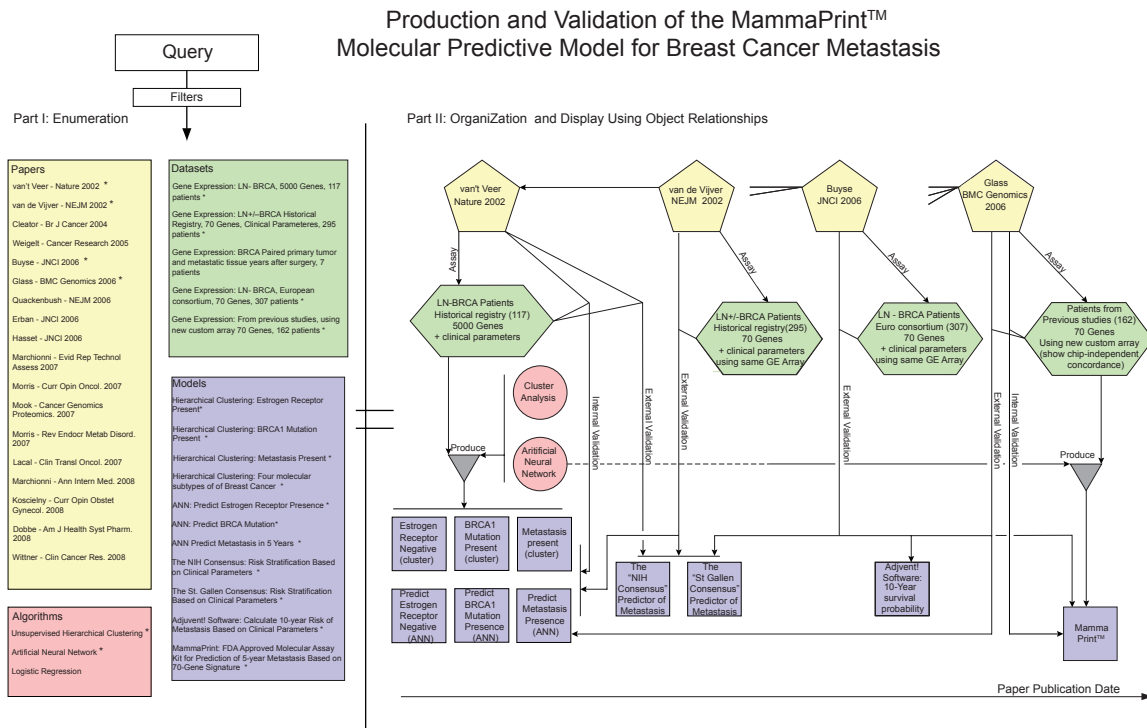 Production and Validation of the MammaPrint™
Molecular Predictive Model for Breast Cancer Metastasis
Query
Filters
Part I: Enumeration
Part II: OrganiZation and Display Using Object Relationships
Papers
van't Veer - Nature 2002 *
van de Vijver - NEJM 2002 *
Cleator - Br J Cancer 2004
Weigelt - Cancer Research 2005
Buyse - JNCI 2006 *
Glass - BMC Genomics 2006 *
Quackenbush - NEJM 2006
Erban - JNCI 2006
Hasset - JNCI 2006
Marchionni - Evid Rep Technol
Assess 2007
Morris - Curr Opin Oncol. 2007
Mook - Cancer Genomics
Proteomics. 2007
Morris - Rev Endocr Metab Disord.
2007
Lacal - Clin Transl Oncol. 2007
Marchionni - Ann Intern Med. 2008
Koscielny - Curr Opin Obstet
Gynecol. 2008
Dobbe - Am J Health Syst Pharm.
2008
Wittner - Clin Cancer Res. 2008
Algorithms
Unsupervised Hierarchical Clustering *
Artificial Neural Network *
Logistic Regression
Datasets
Gene Expression: LN- BRCA, 5000 Genes, 117
patients *
Gene Expression: LN+/--BRCA Historical
Registry, 70 Genes, Clinical Parameteres, 295
patients *
Gene Expression: BRCA Paired primary tumor
and metastatic tissue years after surgery, 7
patients
Gene Expression: LN- BRCA, European
consortium, 70 Genes, 307 patients *
Gene Expression: From previous studies, using
new custom array 70 Genes, 162 patients *
Models
Hierarchical Clustering: Estrogen Receptor
Present*
Hierarchical Clustering: BRCA1 Mutation
Present *
Hierarchical Clustering: Metastasis Present *
Hierarchical Clustering: Four molecular
subtypes of of Breast Cancer *
ANN: Predict Estrogen Receptor Presence *
ANN: Predict BRCA Mutation*
ANN Predict Metastasis in 5 Years *
The NIH Consensus: Risk Stratification Based
on Clinical Parameters *
The St. Gallen Consensus: Risk Stratification
Based on Clinical Parameters *
Adjuvent! Software: Calculate 10-year Risk of
Metastasis Based on Clinical Parameters *
MammaPrint: FDA Approved Molecular Assay
Kit for Prediction of 5-year Metastasis Based on
70-Gene Signature *
van't Veer
Nature 2002
van de Vijver
NEJM 2002
Buyse
JNCI 2006
Glass
BMC Genomics
2006
Assay
Assay
Assay
Assay
LN-BRCA Patients
Historical registry (117)
5000 Genes
+ clinical parameters
LN+/-BRCA Patients
Historical registry(295)
70 Genes
+ clinical parameters
using same GE Array
LN - BRCA Patients
Euro consortium (307)
70 Genes
+ clinical parameters
using same GE Array
Patients from
Previous studies (162)
70 Genes
Using new custom array
(show chip-independent
concordance)
Cluster
Analysis
Aritificial
Neural
Network
Produce
Produce
Internal Validation
External Validation
External Validation
External Validation
External Validation
Internal Validation
Estrogen
Receptor
Negative
(cluster)
BRCA1
Mutation
Present
(cluster)
Metastasis
present
(cluster)
Predict
Estrogen
Receptor
Negative
(ANN)
Predict
BRCA1
Mutation
Presence
(ANN)
Predict
Metastasis
Presence
(ANN)
The
"NIH
Consensus"
Predictor of
Metastasis
The
"St Gallen
Consensus"
Predictor of
Metastasis
Adjvent!
Software:
10-Year
survival
probability
Mamma
Print™
Paper Publication Date